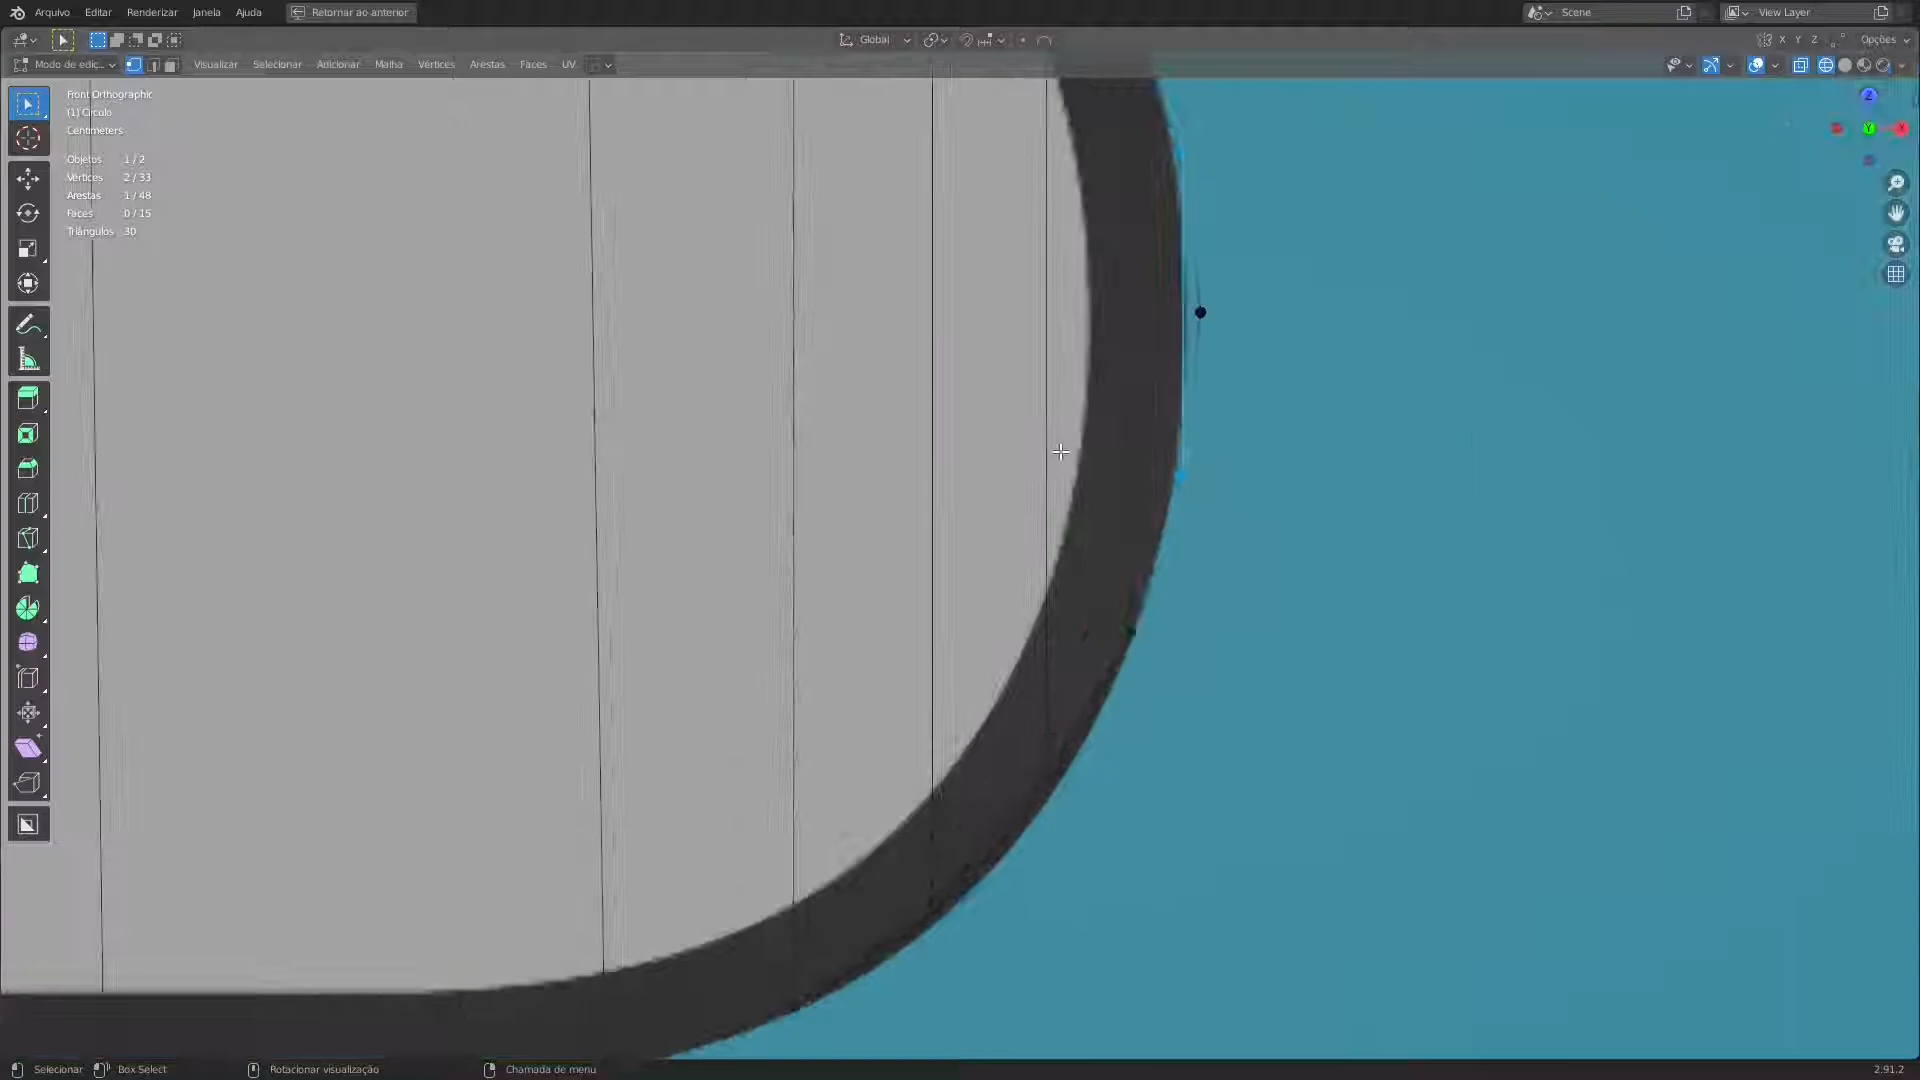 Arquivo Editar Renderizar Janela Ajuda Retornar ao anterior Scene View Layer
Global X Y Z Opções
Modo de ediç... Visualizar Selecionar Adicionar Malha Vértices Arestas Faces UV
Front Orthographic
(1) Círculo
Centimeters
Objetos 1 / 2
Vértices 2 / 33
Arestas 1 / 48
Faces 0 / 15
Triângulos 30
Z
Y
X
Selecionar Box Select Rotacionar visualização Chamada de menu 2.91.2